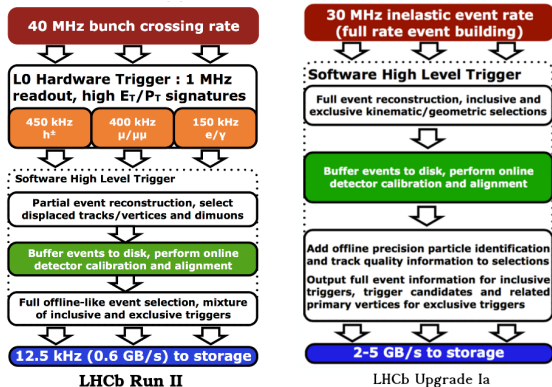 40 MHz bunch crossing rate
L0 Hardware Trigger : 1 MHz
readout, high ET/PT signatures
450 kHz
h±
400 kHz
μ/μμ
150 kHz
e/γ
Software High Level Trigger
Partial event reconstruction, select
displaced tracks/vertices and dimuons
Buffer events to disk, perform online
detector calibration and alignment
Full offline-like event selection, mixture
of inclusive and exclusive triggers
12.5 kHz (0.6 GB/s) to storage
LHCb Run II
30 MHz inelastic event rate
(full rate event building)
Software High Level Trigger
Full event reconstruction, inclusive and
exclusive kinematic/geometric selections
Buffer events to disk, perform online
detector calibration and alignment
Add offline precision particle identification
and track quality information to selections
Output full event information for inclusive
triggers, trigger candidates and related
primary vertices for exclusive triggers
2-5 GB/s to storage
LHCb Upgrade Ia